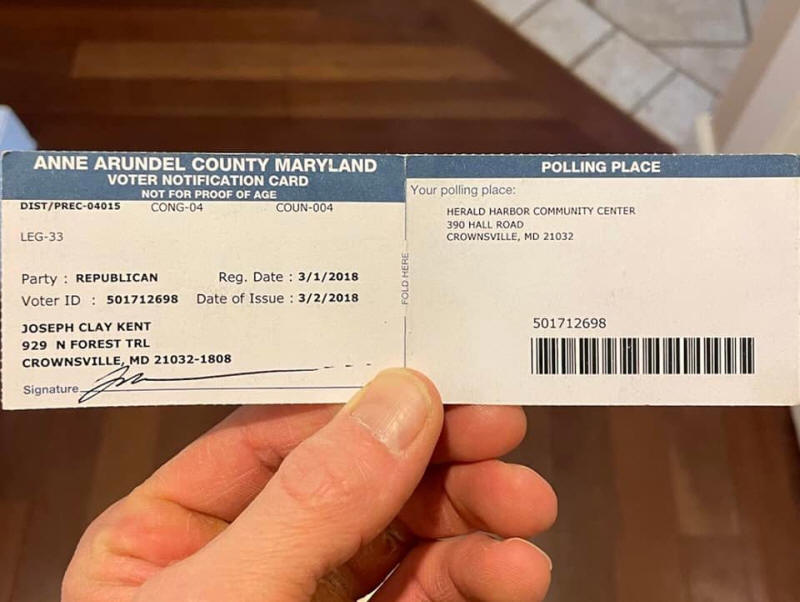 ANNE ARUNDEL COUNTY MARYLAND
VOTER NOTIFICATION CARD
NOT FOR PROOF OF AGE
DIST/PREC-04015 CONG-04 COUN-004
LEG-33
Party : REPUBLICAN Reg. Date : 3/1/2018
Voter ID : 501712698 Date of Issue : 3/2/2018
JOSEPH CLAY KENT
929 N FOREST TRL
CROWNSVILLE, MD 21032-1808
Signature
FOLD HERE
POLLING PLACE
Your polling place:
HERALD HARBOR COMMUNITY CENTER
390 HALL ROAD
CROWNSVILLE, MD 21032
501712698